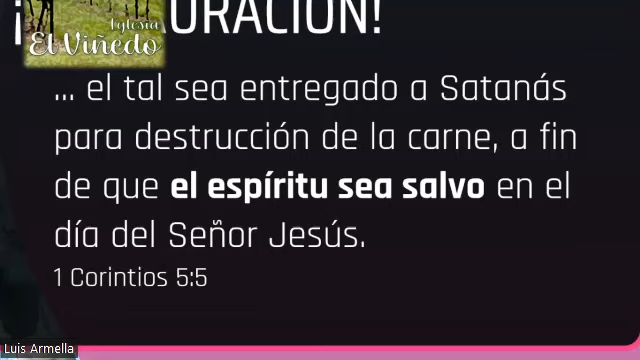 ¡
URACIÓN!
Iglesia
El Viñedo
... el tal sea entregado a Satanás
para destrucción de la carne, a fin
de que el espíritu sea salvo en el
día del Señor Jesús.
1 Corintios 5:5
Luis Armella